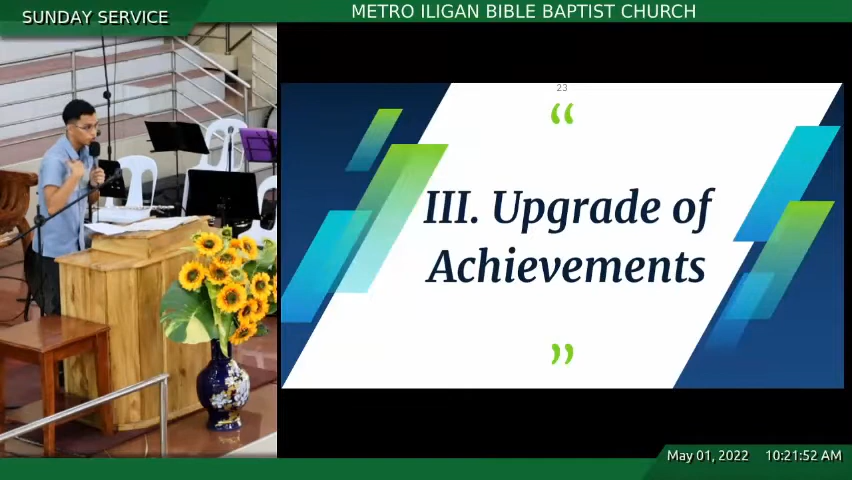 SUNDAY SERVICE
METRO ILIGAN BIBLE BAPTIST CHURCH
23
“
III. Upgrade of
Achievements
”
May 01, 2022 10:21:52 AM